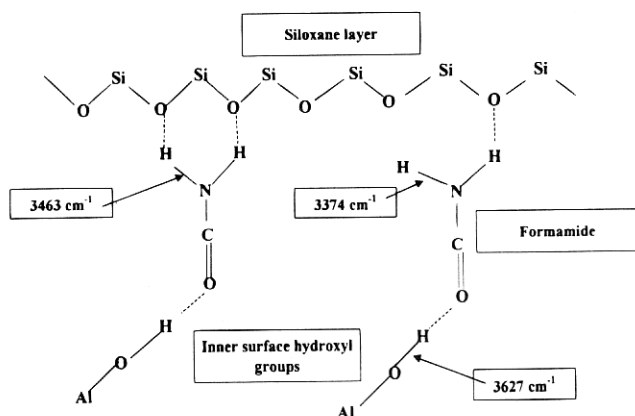 Siloxane layer
Si Si Si Si Si Si
O O O O O O
H H H H
N N
3463 cm⁻¹ 3374 cm⁻¹
C C Formamide
O O
H H
O Inner surface hydroxyl groups O
3627 cm⁻¹
Al Al